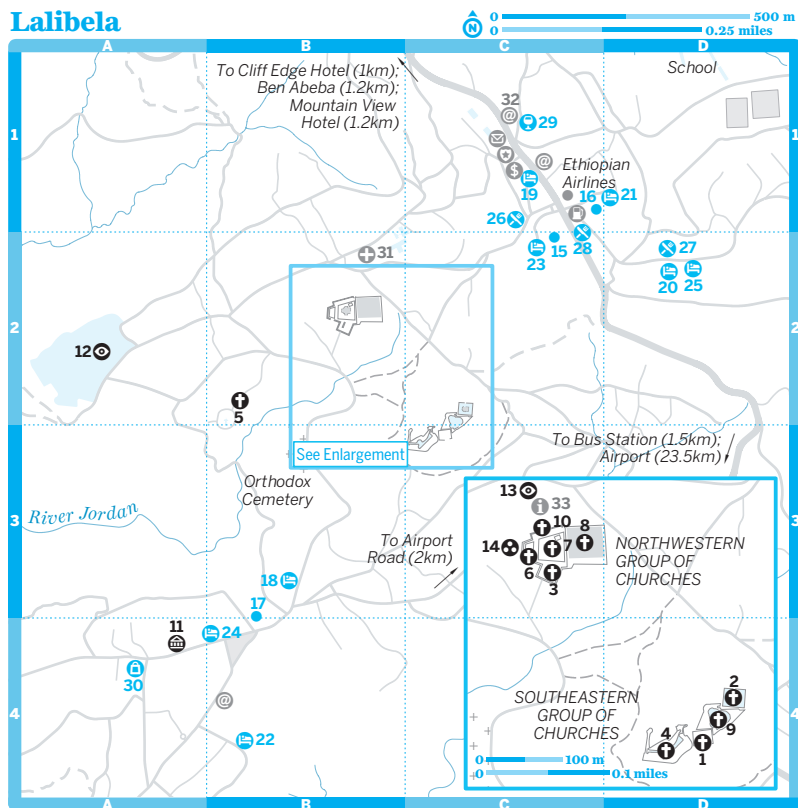 Lalibela
N
0 500 m
0 0.25 miles
A B C D
1
2
3
4
To Cliff Edge Hotel (1km);
Ben Abeba (1.2km);
Mountain View
Hotel (1.2km)
School
32
@
29
@
$
19
Ethiopian
Airlines
16
21
26
28
15
23
27
20
25
31
12
5
See Enlargement
Orthodox
Cemetery
River Jordan
To Bus Station (1.5km);
Airport (23.5km)
To Airport
Road (2km)
18
17
11
24
30
@
22
13
33
10
8
14
7
6
3
NORTHWESTERN
GROUP OF
CHURCHES
SOUTHEASTERN
GROUP OF
CHURCHES
2
9
4
1
0 100 m
0 0.1 miles
1
2
3
4
A B C D